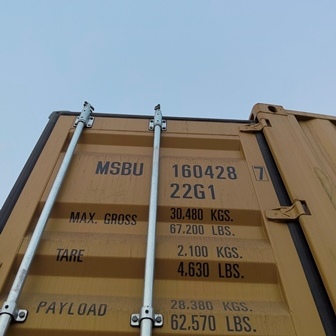 MSBU 160428 7
22G1
MAX. GROSS 30.480 KGS.
67.200 LBS.
TARE 2.100 KGS.
4.630 LBS.
PAYLOAD 28.380 KGS.
62.570 LBS.